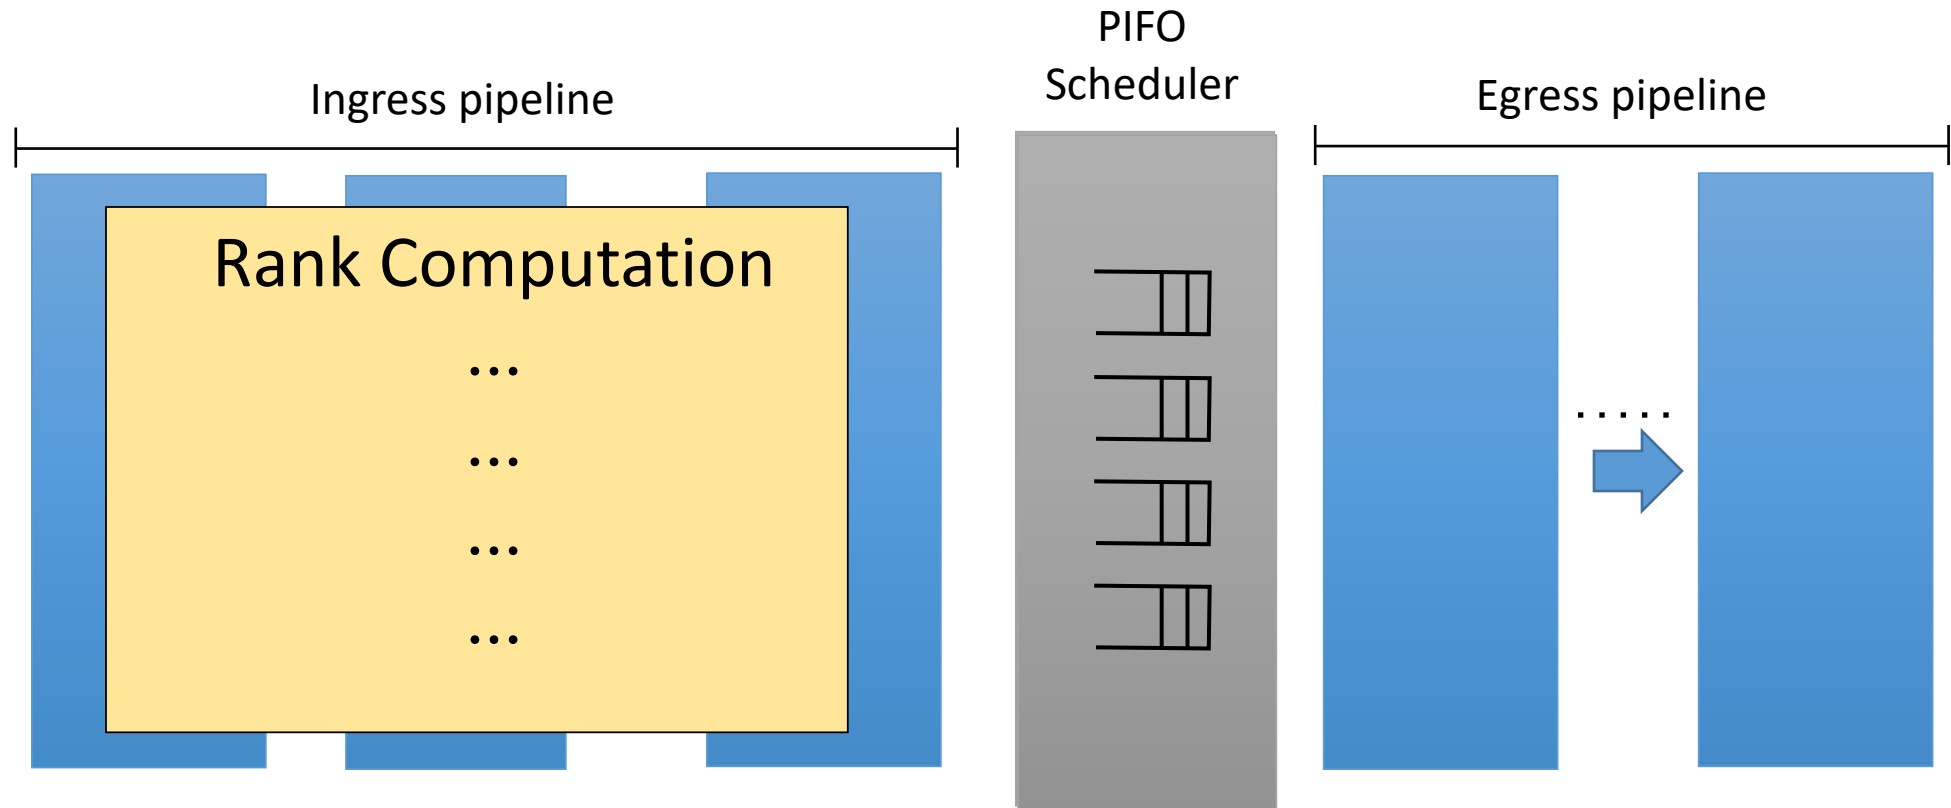 PIFO
Scheduler
Ingress pipeline
Egress pipeline
Rank Computation
...
...
...
...
.....